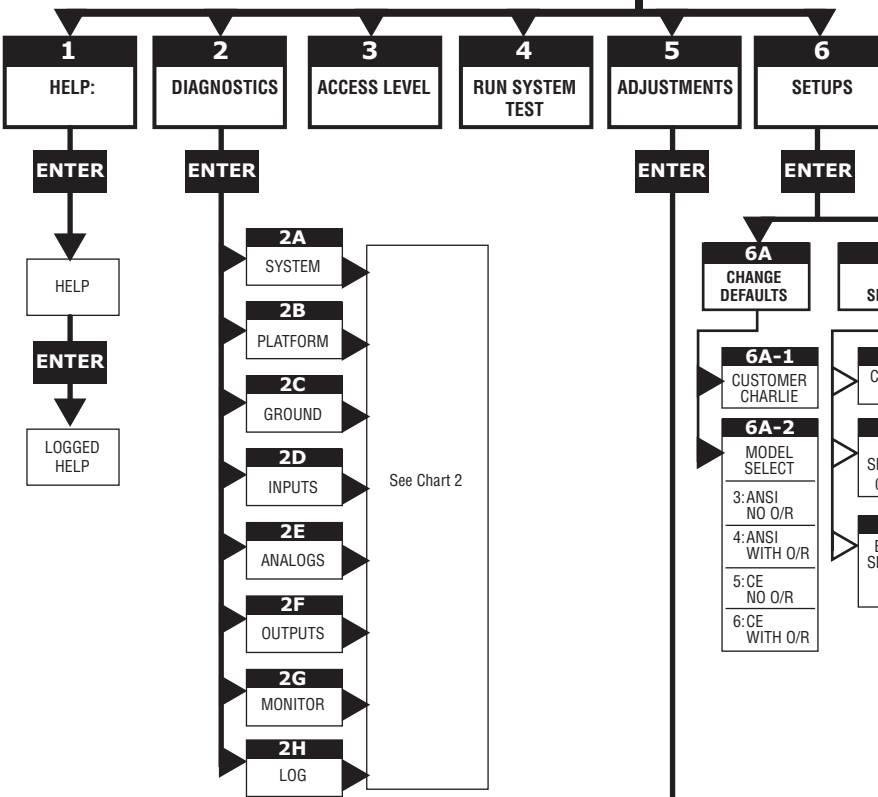 1
HELP:
2
DIAGNOSTICS
3
ACCESS LEVEL
4
RUN SYSTEM
TEST
5
ADJUSTMENTS
6
SETUPS
ENTER
HELP
ENTER
LOGGED
HELP
ENTER
2A
SYSTEM
2B
PLATFORM
2C
GROUND
2D
INPUTS
2E
ANALOGS
2F
OUTPUTS
2G
MONITOR
2H
LOG
See Chart 2
ENTER
ENTER
6A
CHANGE
DEFAULTS
6A-1
CUSTOMER
CHARLIE
6A-2
MODEL
SELECT
3:ANSI
NO O/R
4:ANSI
WITH O/R
5:CE
NO O/R
6:CE
WITH O/R